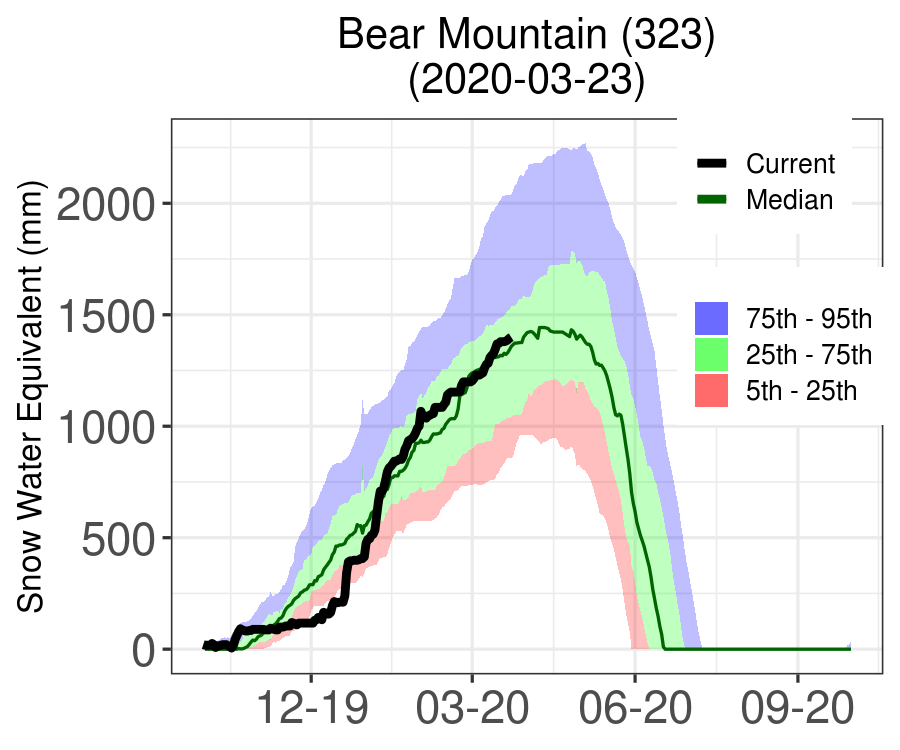 Bear Mountain (323)
(2020-03-23)
Snow Water Equivalent (mm)
2000
1500
1000
500
0
12-19
03-20
06-20
09-20
Current
Median
75th - 95th
25th - 75th
5th - 25th